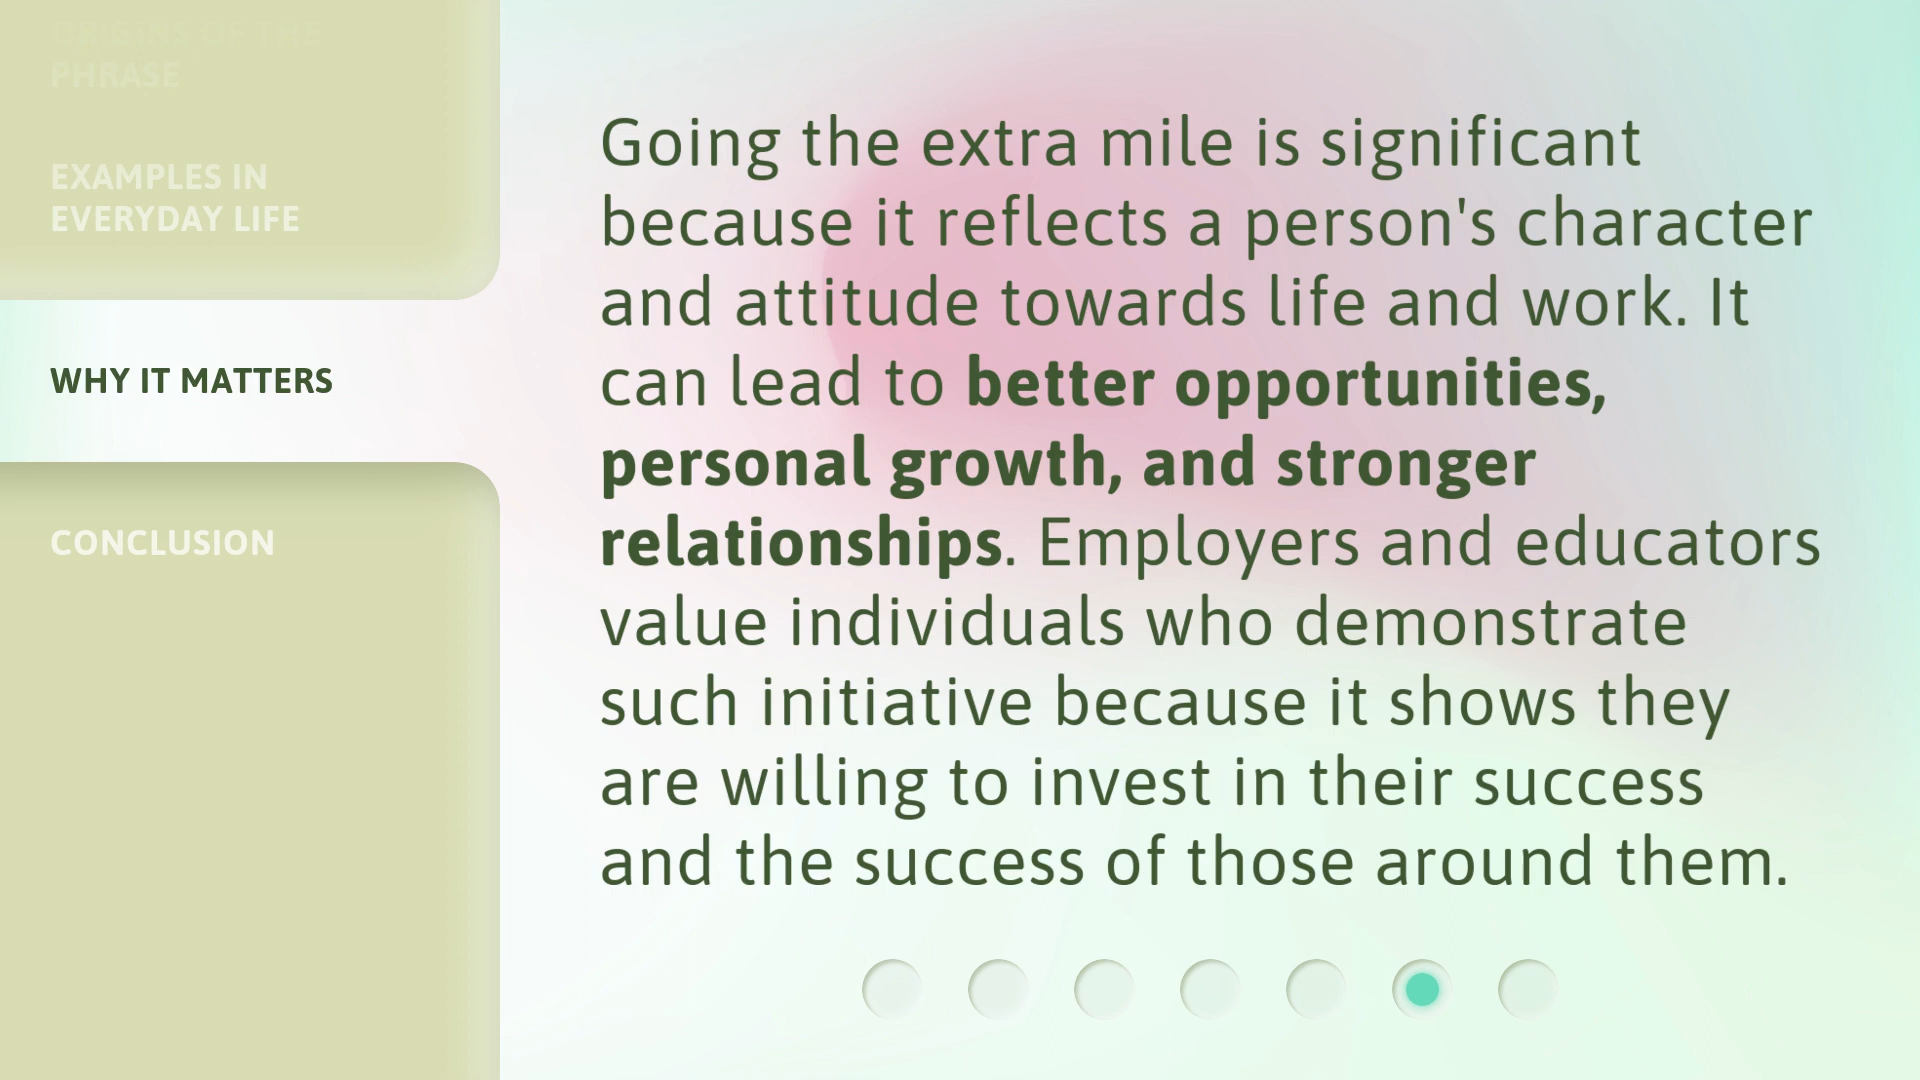 ORIGINS OF THE
PHRASE
EXAMPLES IN
EVERYDAY LIFE
WHY IT MATTERS
CONCLUSION
Going the extra mile is significant
because it reflects a person's character
and attitude towards life and work. It
can lead to better opportunities,
personal growth, and stronger
relationships. Employers and educators
value individuals who demonstrate
such initiative because it shows they
are willing to invest in their success
and the success of those around them.